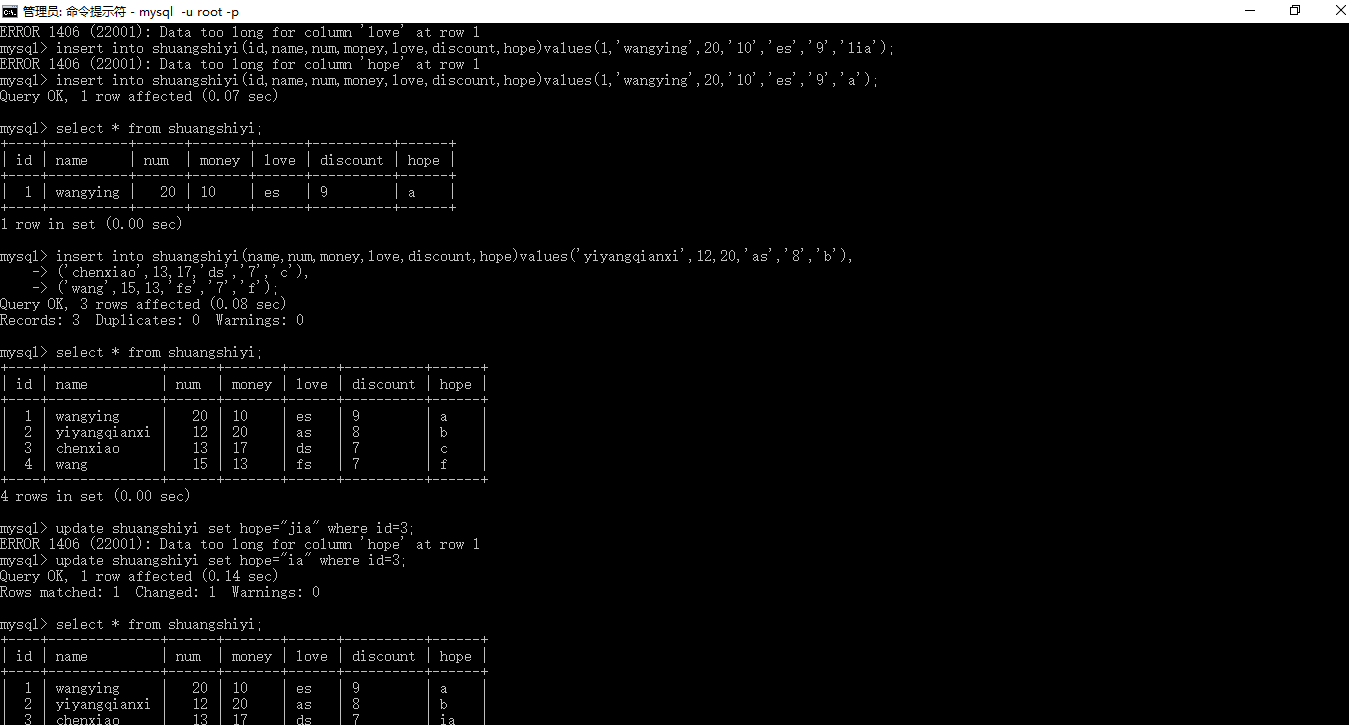 管理员: 命令提示符 - mysql  -u root -p
ERROR 1406 (22001): Data too long for column 'love' at row 1
mysql> insert into shuangshiyi(id,name,num,money,love,discount,hope)values(1,'wangying',20,'10','es','9','lia');
ERROR 1406 (22001): Data too long for column 'hope' at row 1
mysql> insert into shuangshiyi(id,name,num,money,love,discount,hope)values(1,'wangying',20,'10','es','9','a');
Query OK, 1 row affected (0.07 sec)
mysql> select * from shuangshiyi;
+----+----------+------+-------+------+----------+------+
| id | name     | num  | money | love | discount | hope |
+----+----------+------+-------+------+----------+------+
|  1 | wangying |   20 | 10    | es   | 9        | a    |
+----+----------+------+-------+------+----------+------+
1 row in set (0.00 sec)
mysql> insert into shuangshiyi(name,num,money,love,discount,hope)values('yiyangqianxi',12,20,'as','8','b'),
    -> ('chenxiao',13,17,'ds','7','c'),
    -> ('wang',15,13,'fs','7','f');
Query OK, 3 rows affected (0.08 sec)
Records: 3  Duplicates: 0  Warnings: 0
mysql> select * from shuangshiyi;
+----+--------------+------+-------+------+----------+------+
| id | name         | num  | money | love | discount | hope |
+----+--------------+------+-------+------+----------+------+
|  1 | wangying     |   20 | 10    | es   | 9        | a    |
|  2 | yiyangqianxi |   12 | 20    | as   | 8        | b    |
|  3 | chenxiao     |   13 | 17    | ds   | 7        | c    |
|  4 | wang         |   15 | 13    | fs   | 7        | f    |
+----+--------------+------+-------+------+----------+------+
4 rows in set (0.00 sec)
mysql> update shuangshiyi set hope="jia" where id=3;
ERROR 1406 (22001): Data too long for column 'hope' at row 1
mysql> update shuangshiyi set hope="ia" where id=3;
Query OK, 1 row affected (0.14 sec)
Rows matched: 1  Changed: 1  Warnings: 0
mysql> select * from shuangshiyi;
+----+--------------+------+-------+------+----------+------+
| id | name         | num  | money | love | discount | hope |
+----+--------------+------+-------+------+----------+------+
|  1 | wangying     |   20 | 10    | es   | 9        | a    |
|  2 | yiyangqianxi |   12 | 20    | as   | 8        | b    |
|  3 | chenxiao     |   13 | 17    | ds   | 7        | ia   |